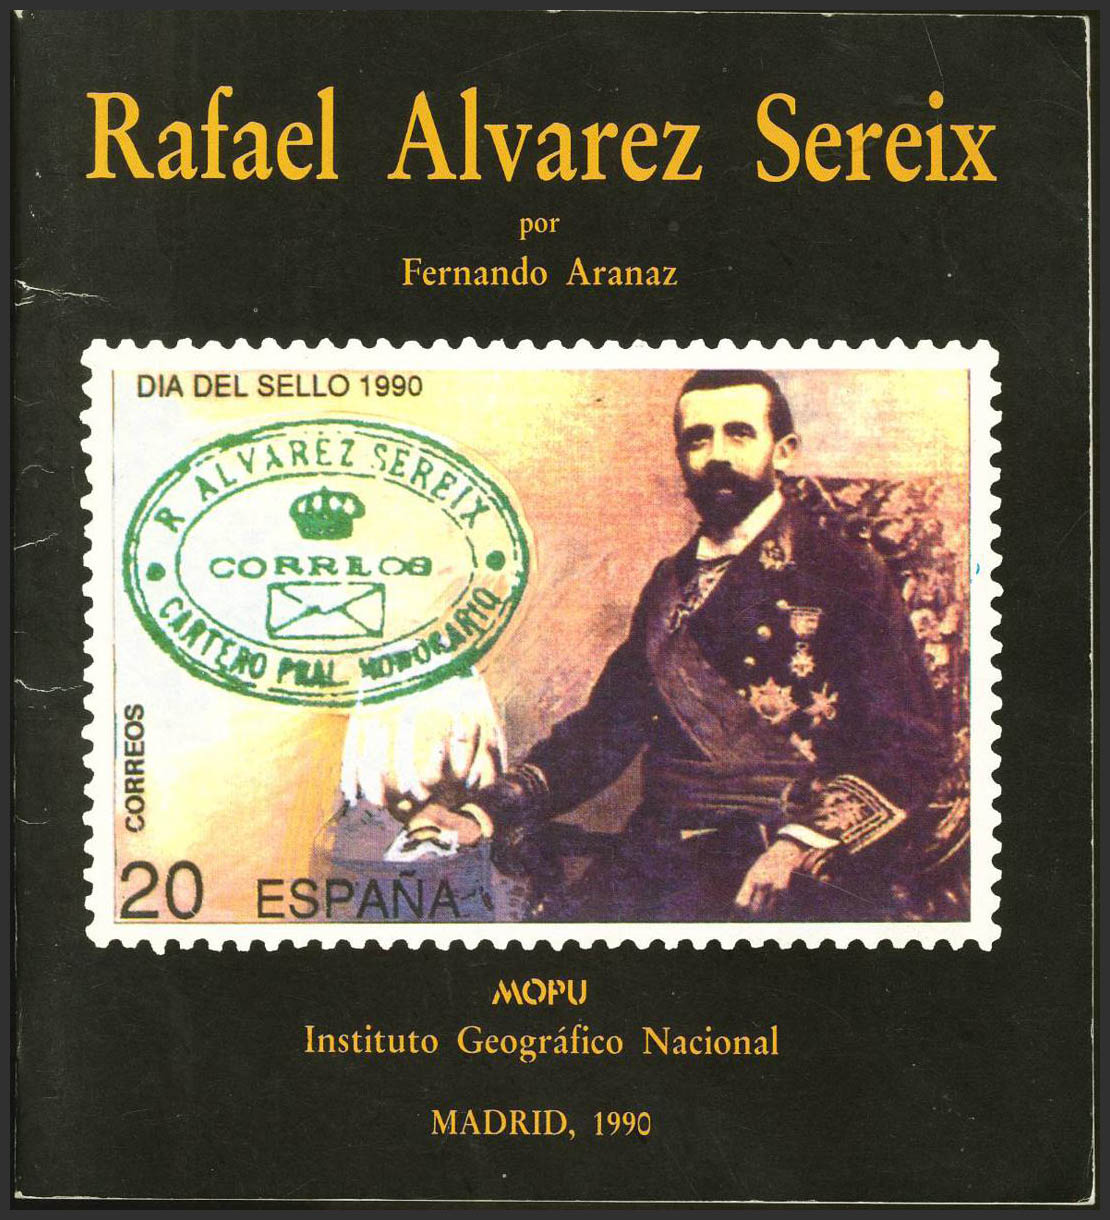 Rafael Alvarez Sereix
por
Fernando Aranaz
DIA DEL SELLO 1990
R ALVAREZ SEREIX
CORREOS
CARTERO PRAL HONORARIO
CORREOS
20 ESPAÑA
MOPU
Instituto Geográfico Nacional
MADRID, 1990